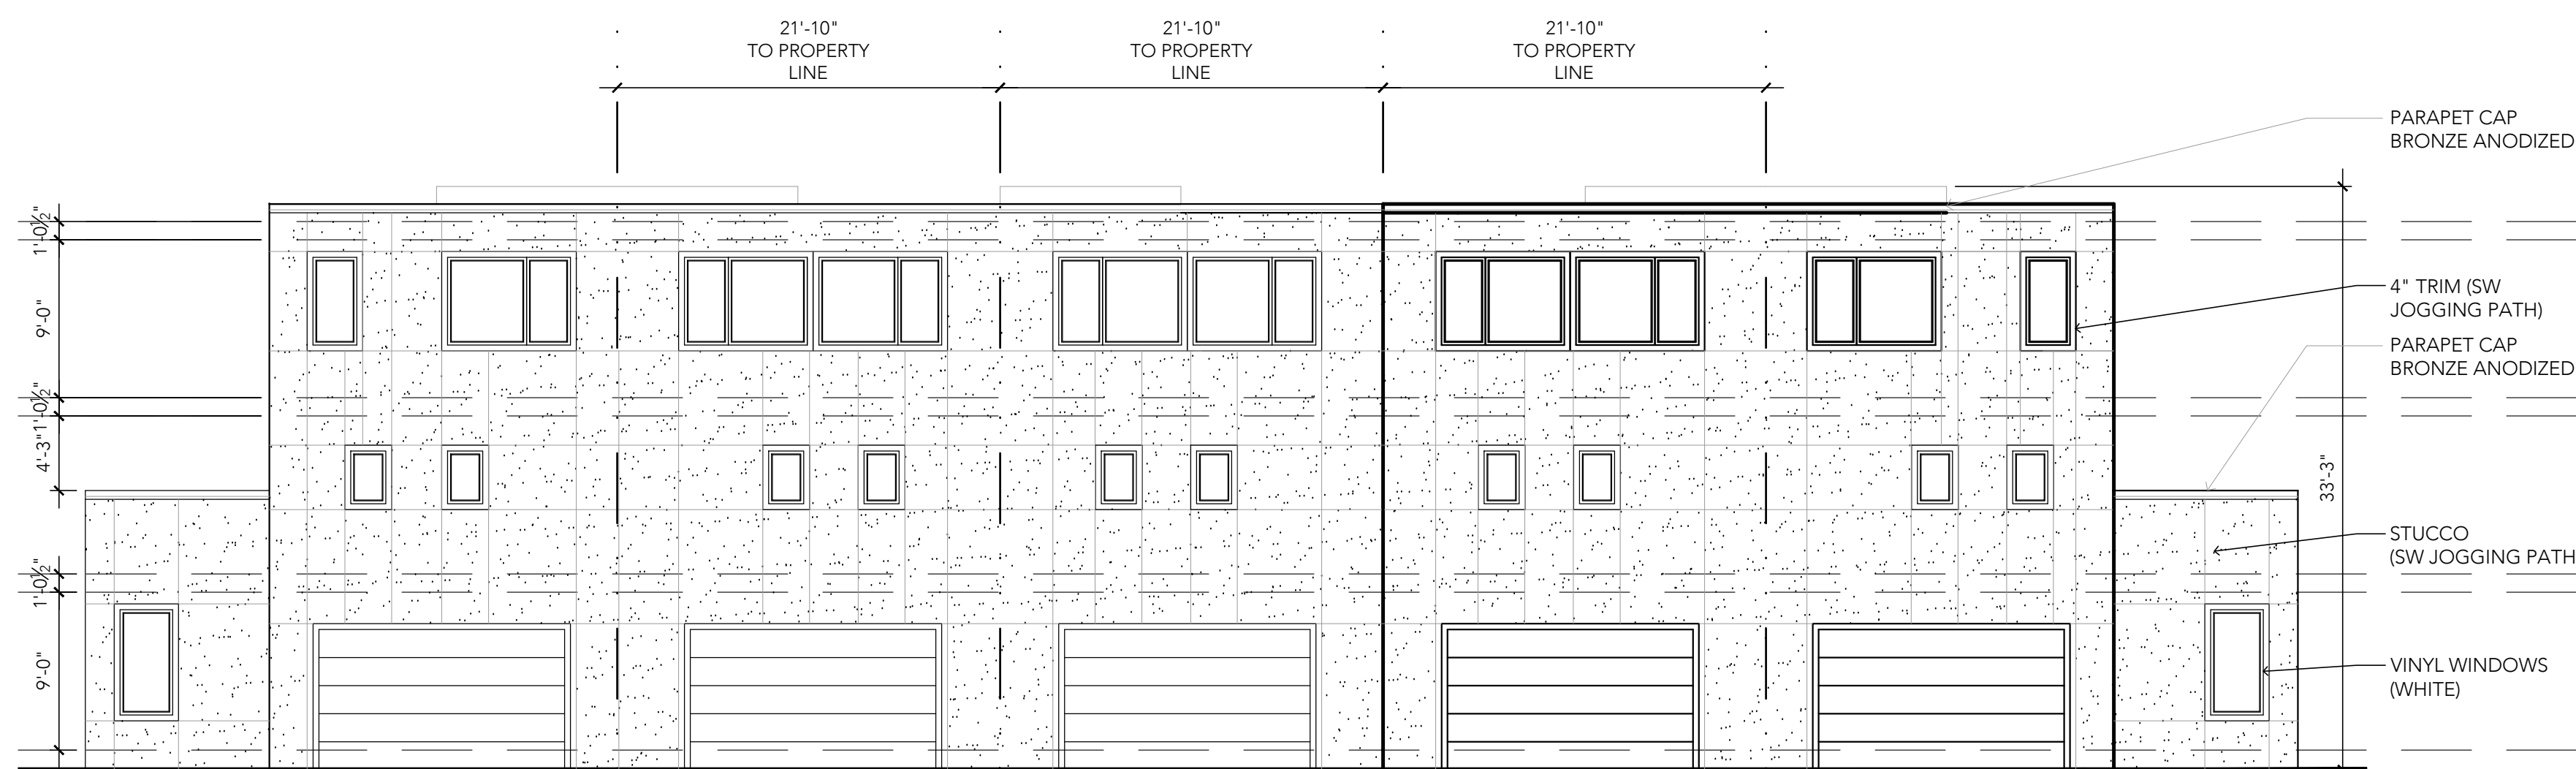 21'-10"
TO PROPERTY
LINE
21'-10"
TO PROPERTY
LINE
21'-10"
TO PROPERTY
LINE
PARAPET CAP
BRONZE ANODIZED
4" TRIM (SW
JOGGING PATH)
PARAPET CAP
BRONZE ANODIZED
STUCCO
(SW JOGGING PATH
VINYL WINDOWS
(WHITE)
33'-3"
1'-0½"
9'-0"
1'-0½"
4'-3"
1'-0½"
9'-0"